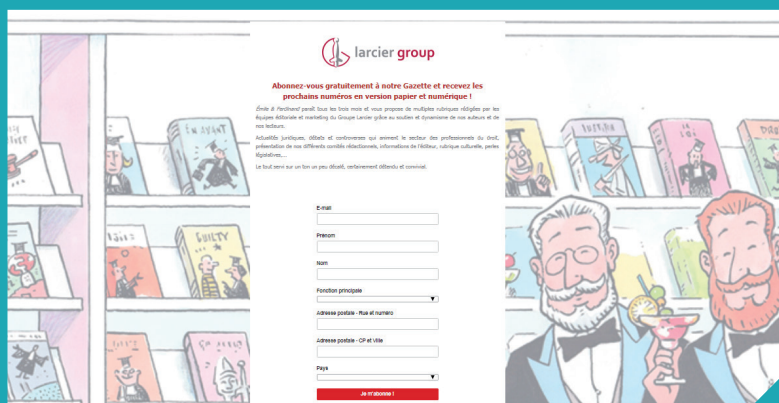 larcier group
Abonnez-vous gratuitement à notre Gazette et recevez les
prochains numéros en version papier et numérique !
Émile & Ferdinand paraît tous les trois mois et vous propose de multiples rubriques rédigées par les
équipes éditoriale et marketing du Groupe Larcier grâce au soutien et dynamisme de nos auteurs et de
nos lecteurs.
Actualités juridiques, débats et controverses qui animent le secteur des professionnels du droit,
présentation de nos différents comités rédactionnels, informations de l'éditeur, rubrique culturelle, perles
législatives,...
Le tout servi sur un ton un peu décalé, certainement détendu et convivial.
E-mail
Prénom
Nom
Fonction principale
Adresse postale - Rue et numéro
Adresse postale - CP et Ville
Pays
Je m'abonne !
EN AVANT
GUILTY